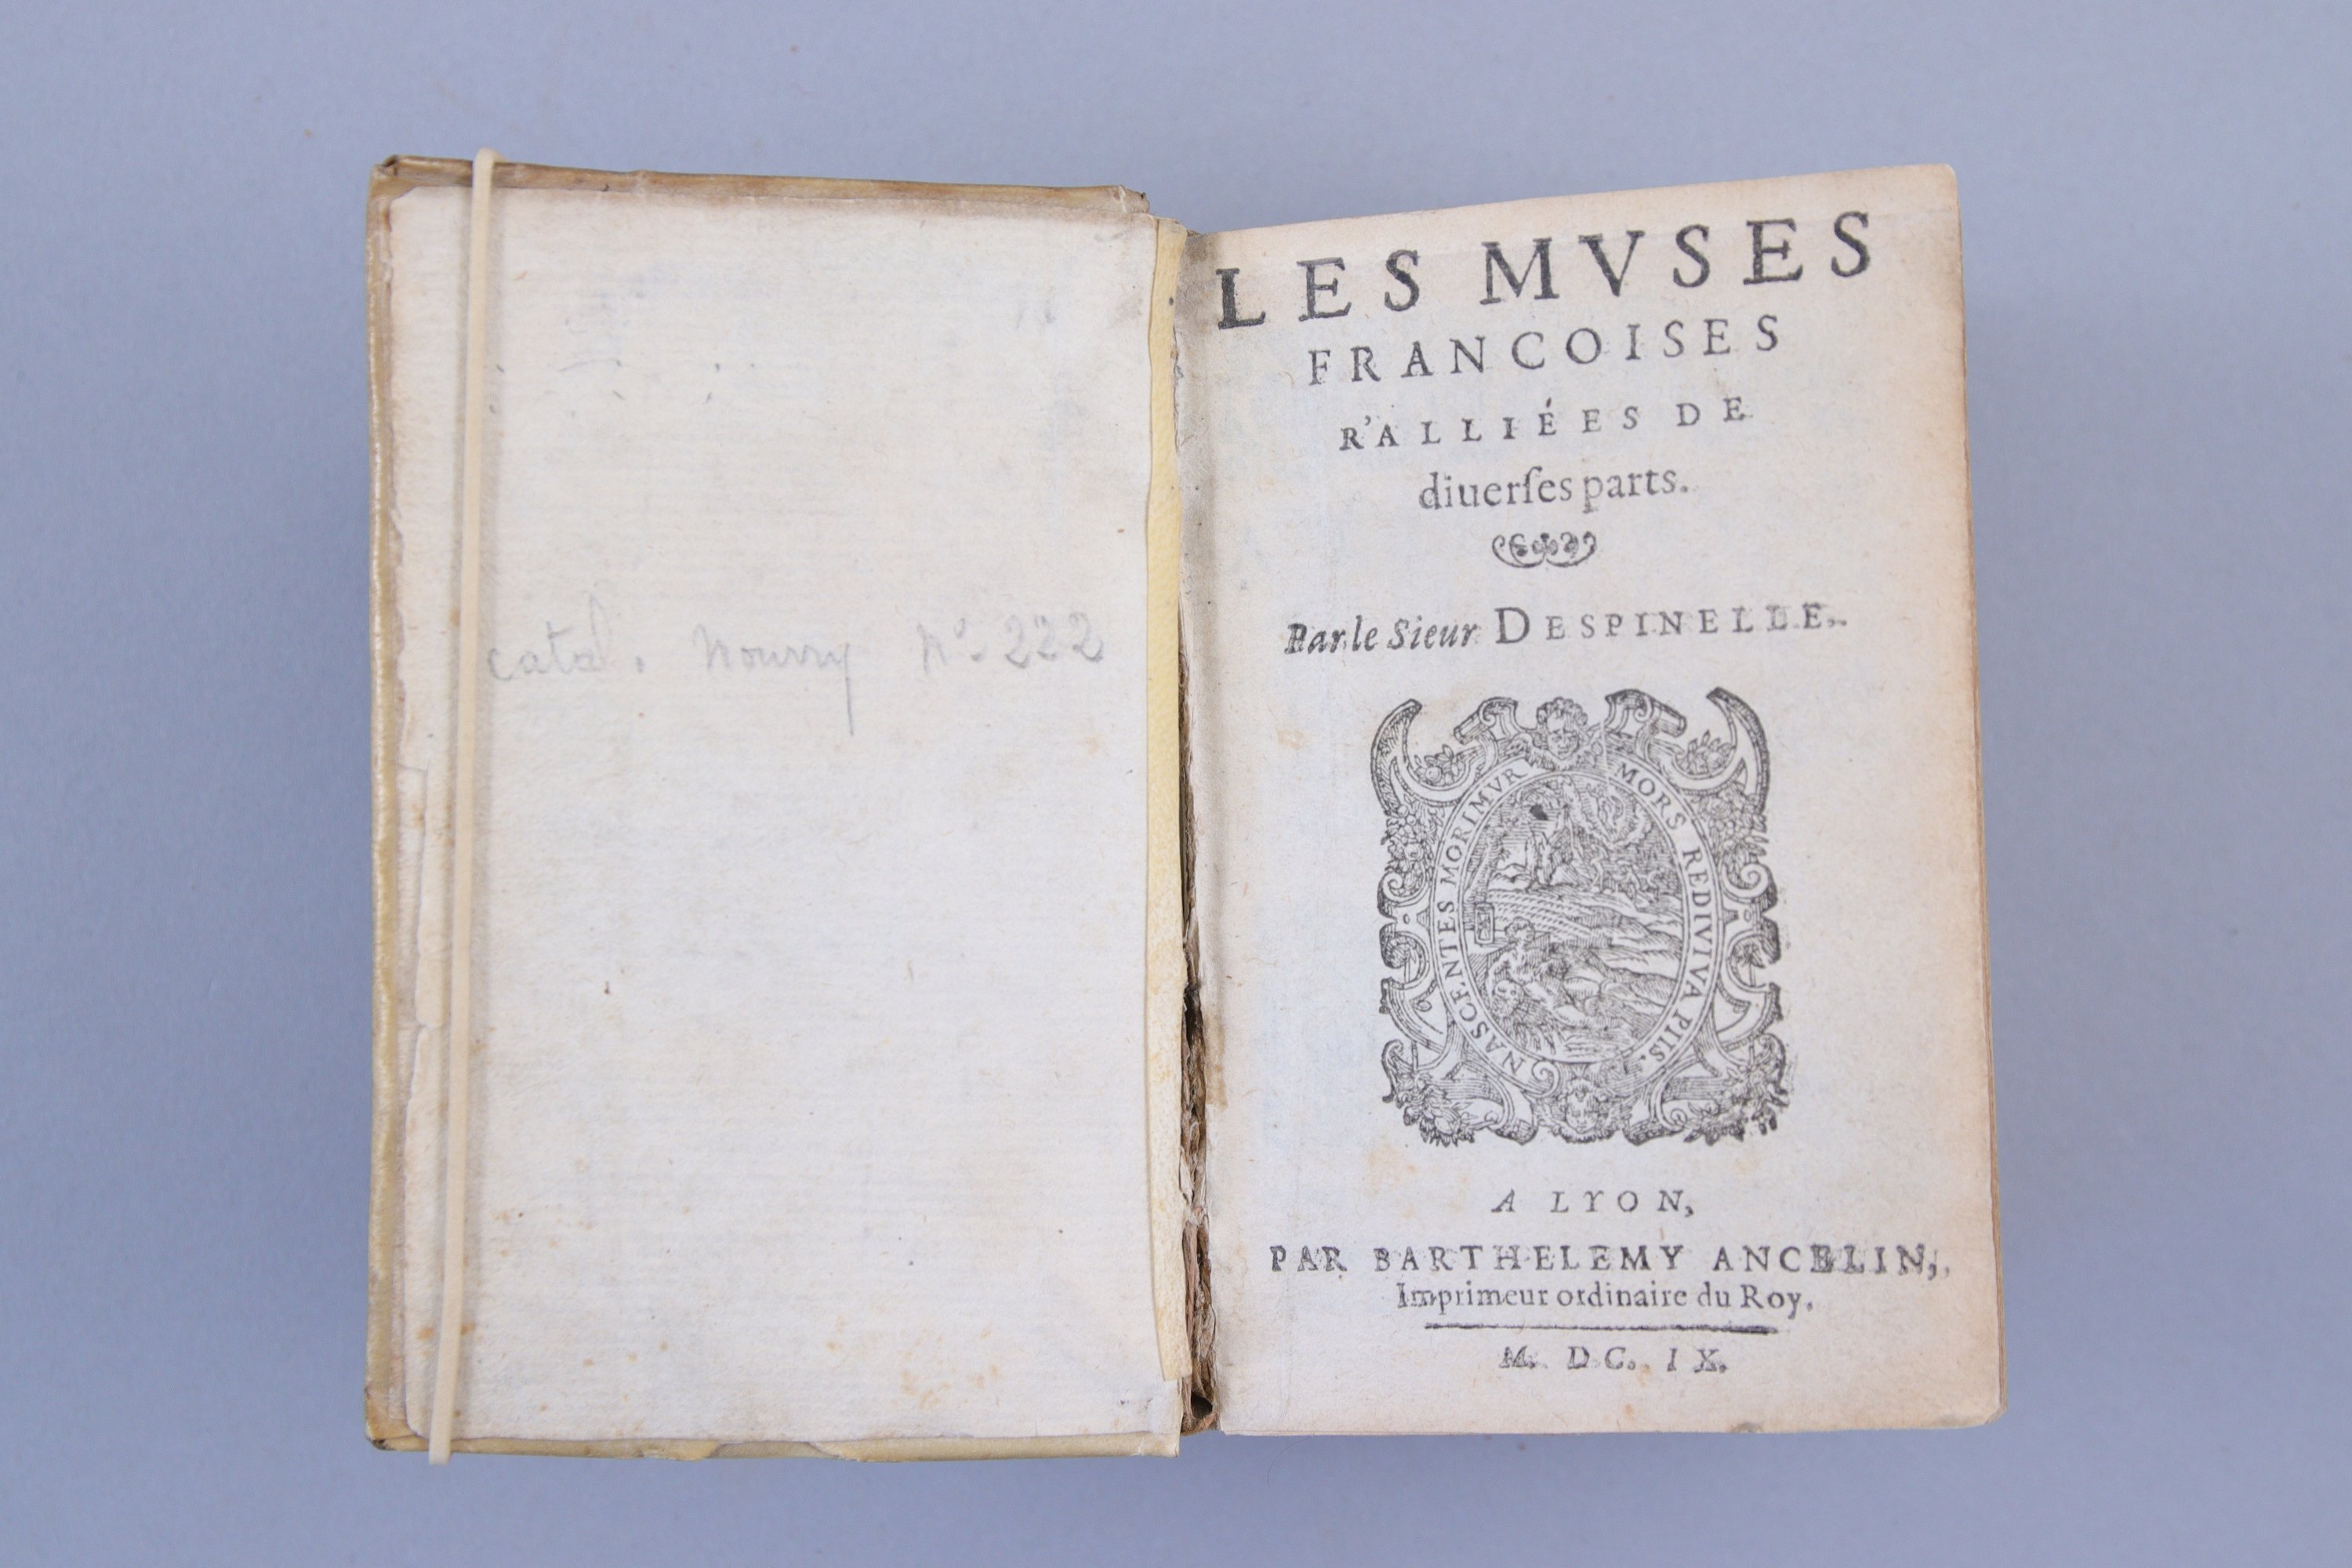 catal. Nourry N° 222
LES MVSES
FRANCOISES
R'ALLIÉES DE
diuerſes parts.
Par le Sieur DESPINELLE.
NASCENTES MORIMVR MORS REDIVIVA PIIS.
A LYON,
PAR BARTHELEMY ANCELIN,
Imprimeur ordinaire du Roy.
M. DC. IX.